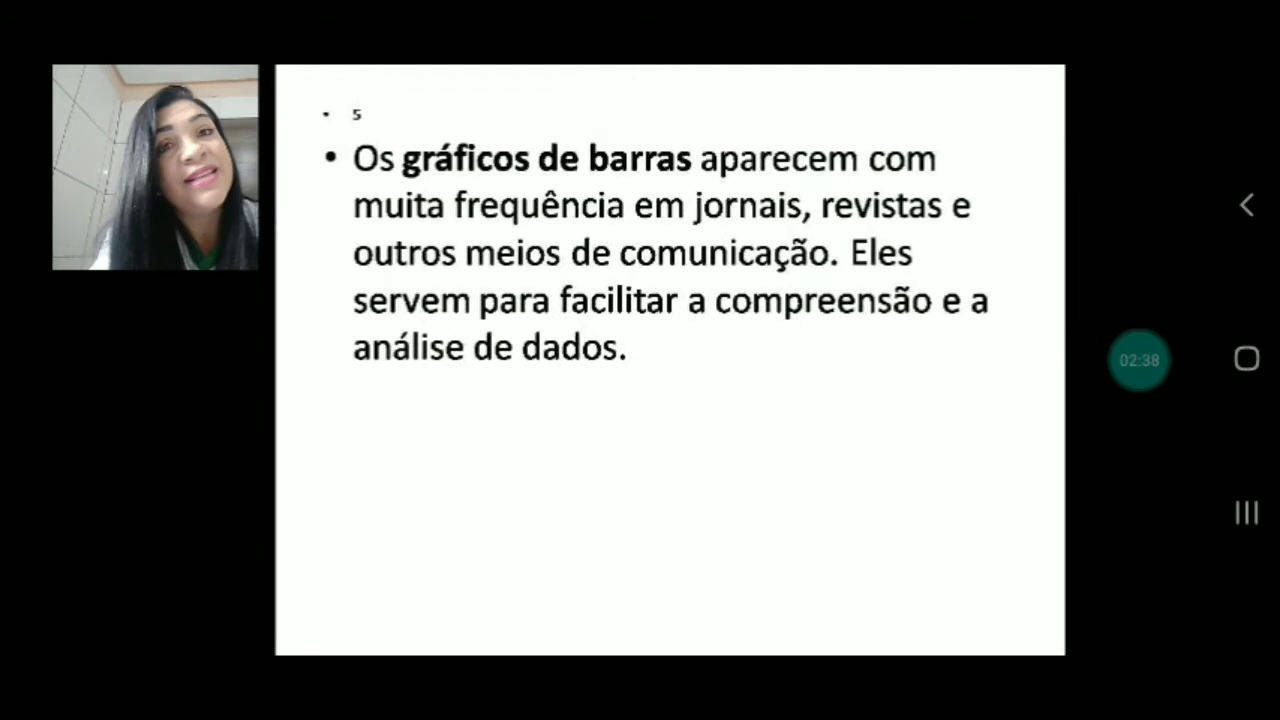 • 5
• Os gráficos de barras aparecem com
muita frequência em jornais, revistas e
outros meios de comunicação. Eles
servem para facilitar a compreensão e a
análise de dados.
02:38